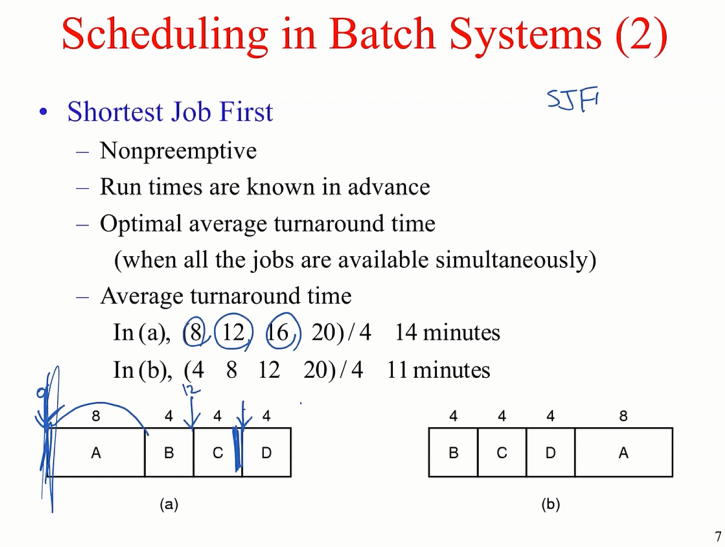 Scheduling in Batch Systems (2)
SJF
• Shortest Job First
– Nonpreemptive
– Run times are known in advance
– Optimal average turnaround time
(when all the jobs are available simultaneously)
– Average turnaround time
In (a), (8, 12, 16, 20) / 4 14 minutes
In (b), (4 8 12 20) / 4 11 minutes
0 12
8 4 4 4
A B C D
(a)
4 4 4 8
B C D A
(b)
7